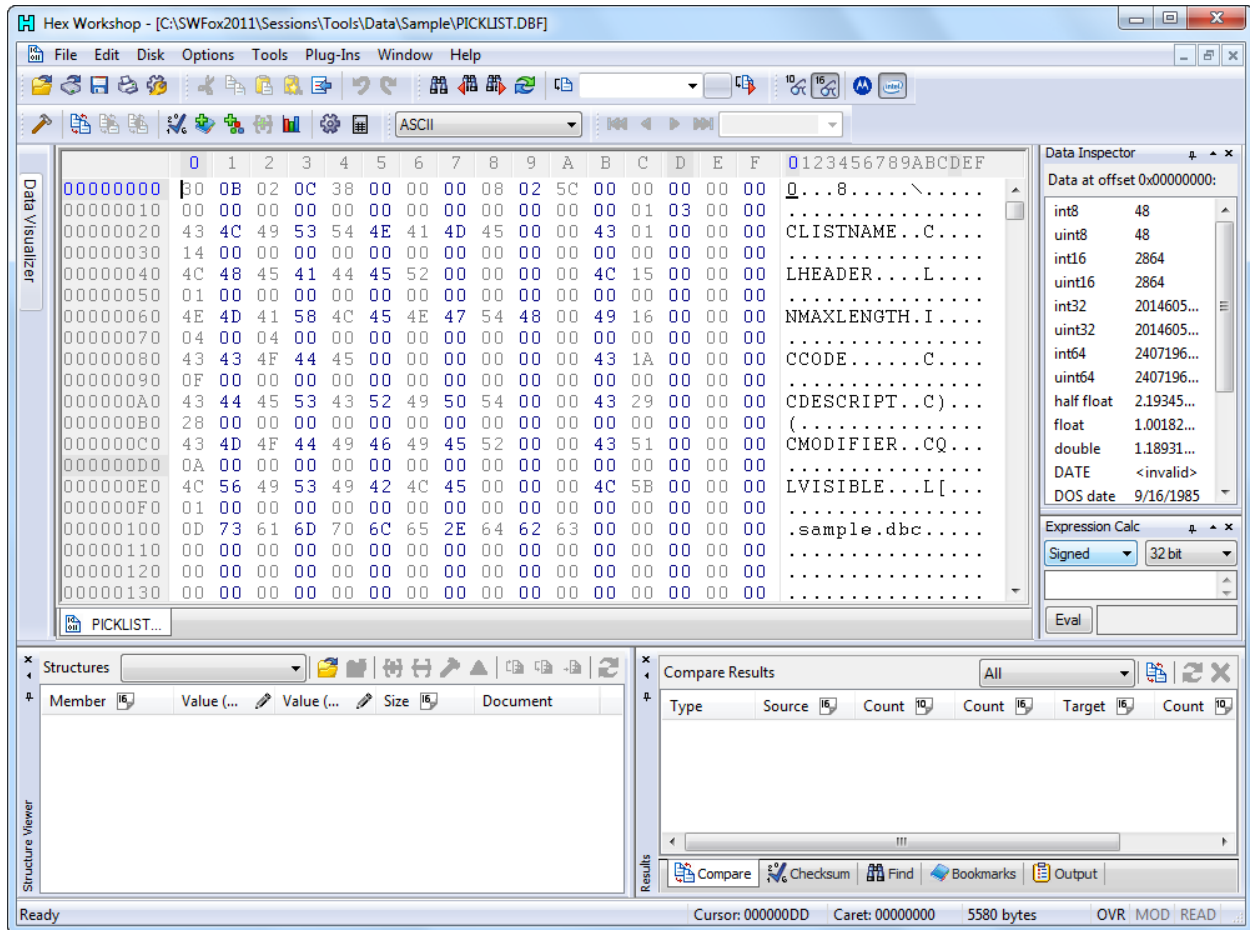 Hex Workshop - [C:\SWFox2011\Sessions\Tools\Data\Sample\PICKLIST.DBF]
File Edit Disk Options Tools Plug-Ins Window Help
10 16 intel
ASCII
Data Visualizer
0 1 2 3 4 5 6 7 8 9 A B C D E F 0123456789ABCDEF
00000000 30 0B 02 0C 38 00 00 00 08 02 5C 00 00 00 00 00 0...8.....\.....
00000010 00 00 00 00 00 00 00 00 00 00 00 00 01 03 00 00 ................
00000020 43 4C 49 53 54 4E 41 4D 45 00 00 43 01 00 00 00 CLISTNAME..C....
00000030 14 00 00 00 00 00 00 00 00 00 00 00 00 00 00 00 ................
00000040 4C 48 45 41 44 45 52 00 00 00 00 4C 15 00 00 00 LHEADER....L....
00000050 01 00 00 00 00 00 00 00 00 00 00 00 00 00 00 00 ................
00000060 4E 4D 41 58 4C 45 4E 47 54 48 00 49 16 00 00 00 NMAXLENGTH.I....
00000070 04 00 04 00 00 00 00 00 00 00 00 00 00 00 00 00 ................
00000080 43 43 4F 44 45 00 00 00 00 00 00 43 1A 00 00 00 CCODE......C....
00000090 0F 00 00 00 00 00 00 00 00 00 00 00 00 00 00 00 ................
000000A0 43 44 45 53 43 52 49 50 54 00 00 43 29 00 00 00 CDESCRIPT..C)...
000000B0 28 00 00 00 00 00 00 00 00 00 00 00 00 00 00 00 (...............
000000C0 43 4D 4F 44 49 46 49 45 52 00 00 43 51 00 00 00 CMODIFIER..CQ...
000000D0 0A 00 00 00 00 00 00 00 00 00 00 00 00 00 00 00 ................
000000E0 4C 56 49 53 49 42 4C 45 00 00 00 4C 5B 00 00 00 LVISIBLE...L[...
000000F0 01 00 00 00 00 00 00 00 00 00 00 00 00 00 00 00 ................
00000100 0D 73 61 6D 70 6C 65 2E 64 62 63 00 00 00 00 00 .sample.dbc.....
00000110 00 00 00 00 00 00 00 00 00 00 00 00 00 00 00 00 ................
00000120 00 00 00 00 00 00 00 00 00 00 00 00 00 00 00 00 ................
00000130 00 00 00 00 00 00 00 00 00 00 00 00 00 00 00 00 ................
PICKLIST...
Data Inspector
Data at offset 0x00000000:
int8 48
uint8 48
int16 2864
uint16 2864
int32 2014605...
uint32 2014605...
int64 2407196...
uint64 2407196...
half float 2.19345...
float 1.00182...
double 1.18931...
DATE <invalid>
DOS date 9/16/1985
Expression Calc
Signed 32 bit
Eval
Structures
Member 16 Value (... Value (... Size 16 Document
Structure Viewer
Compare Results All
Type Source 16 Count 10 Count 16 Target 16 Count 10
Results
Compare Checksum Find Bookmarks Output
Ready Cursor: 000000DD Caret: 00000000 5580 bytes OVR MOD READ